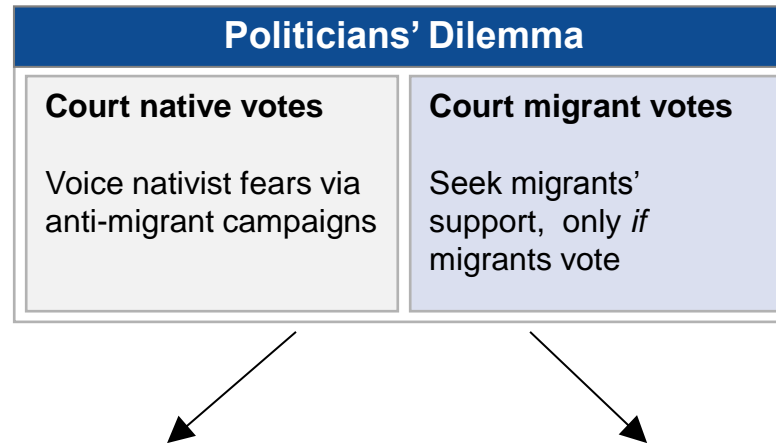 Politicians’ Dilemma
Court native votes
Voice nativist fears via
anti-migrant campaigns
Court migrant votes
Seek migrants’
support,  only if
migrants vote